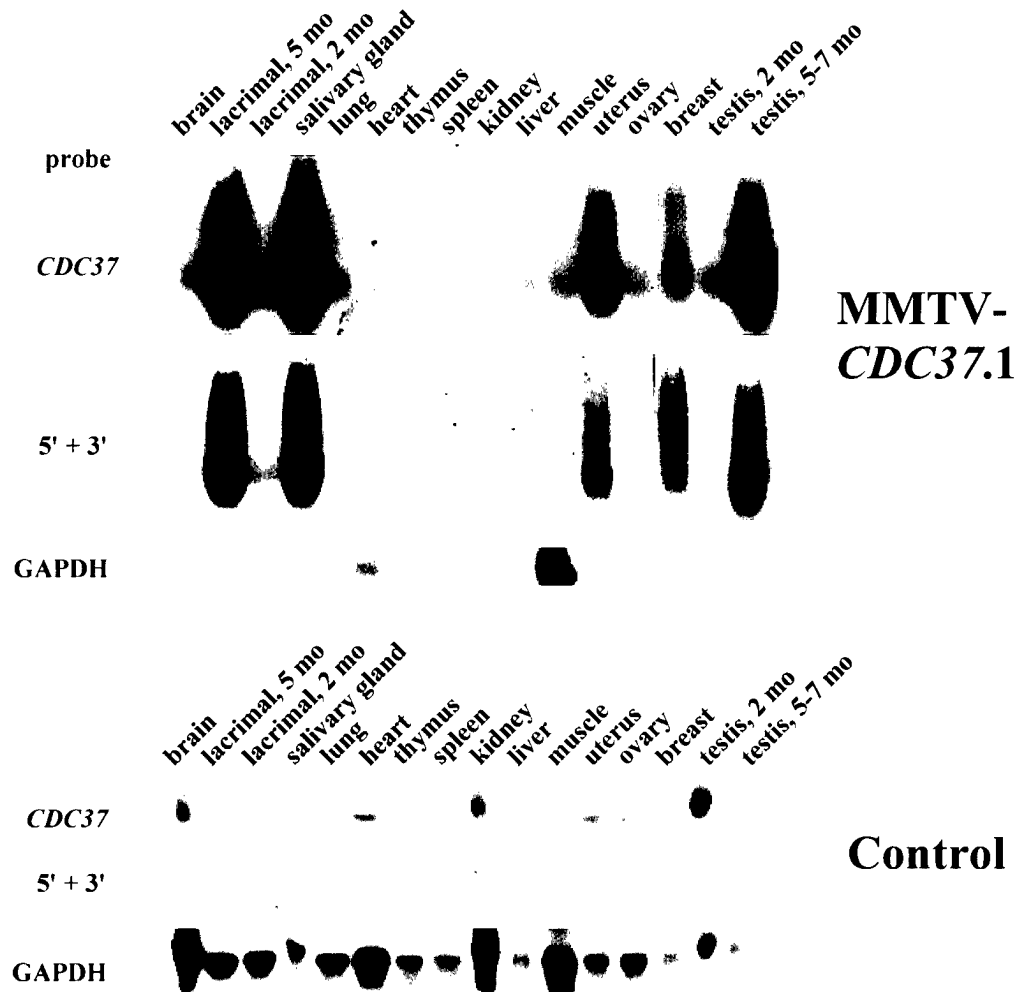 brain
lacrimal, 5 mo
lacrimal, 2 mo
salivary gland
lung
heart
thymus
spleen
kidney
liver
muscle
uterus
ovary
breast
testis, 2 mo
testis, 5-7 mo
probe
CDC37
MMTV-
CDC37.1
5' + 3'
GAPDH
brain
lacrimal, 5 mo
lacrimal, 2 mo
salivary gland
lung
heart
thymus
spleen
kidney
liver
muscle
uterus
ovary
breast
testis, 2 mo
testis, 5-7 mo
CDC37
Control
5' + 3'
GAPDH